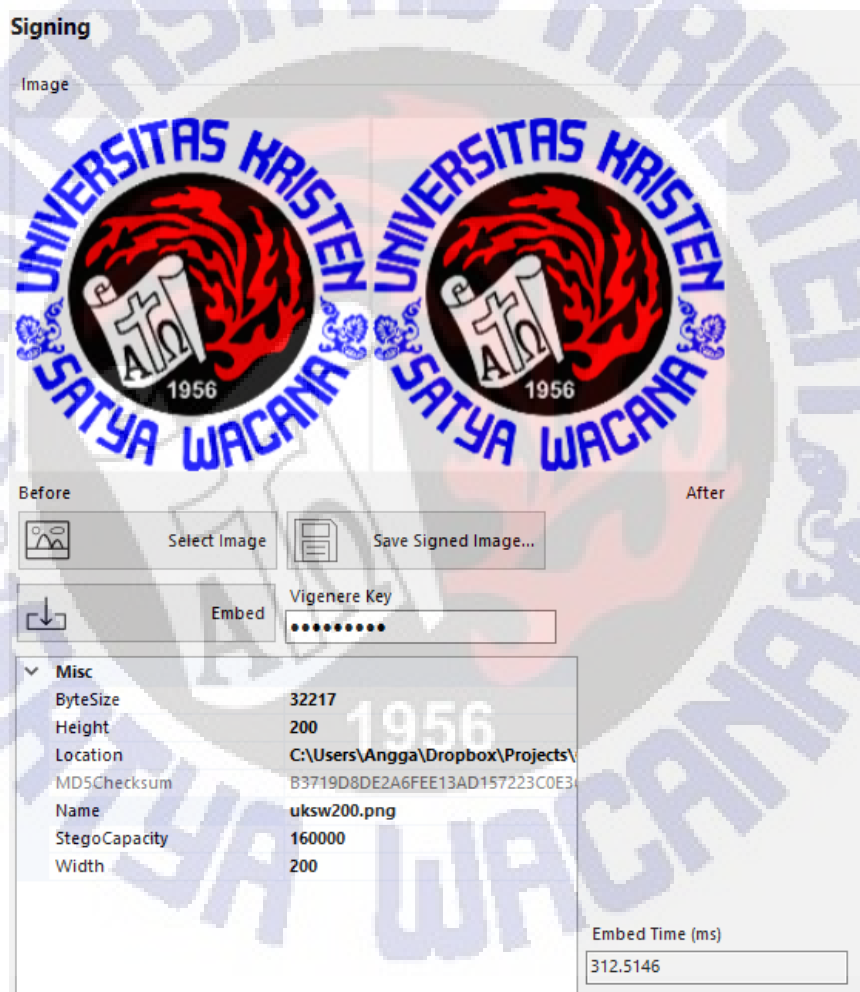 Signing
Image
UNIVERSITAS KRISTEN
SATYA WACANA
1956
UNIVERSITAS KRISTEN
SATYA WACANA
1956
Before
After
Select Image
Save Signed Image...
Embed
Vigenere Key
●●●●●●●●●
Misc
ByteSize 32217
Height 200
Location C:\Users\Angga\Dropbox\Projects\
MD5Checksum B3719D8DE2A6FEE13AD157223C0E3
Name uksw200.png
StegoCapacity 160000
Width 200
Embed Time (ms)
312.5146
1956
WACANA